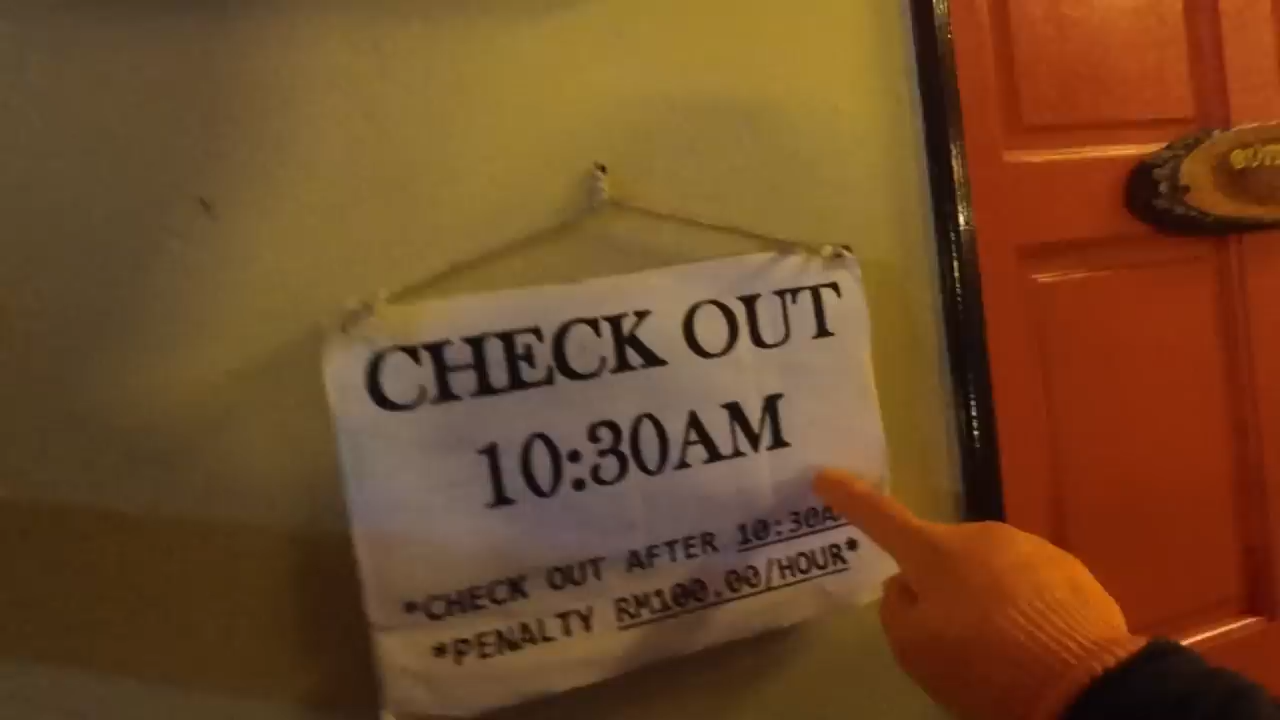 CHECK OUT
10:30AM
*CHECK OUT AFTER 10:30A
*PENALTY RM100.00/HOUR*